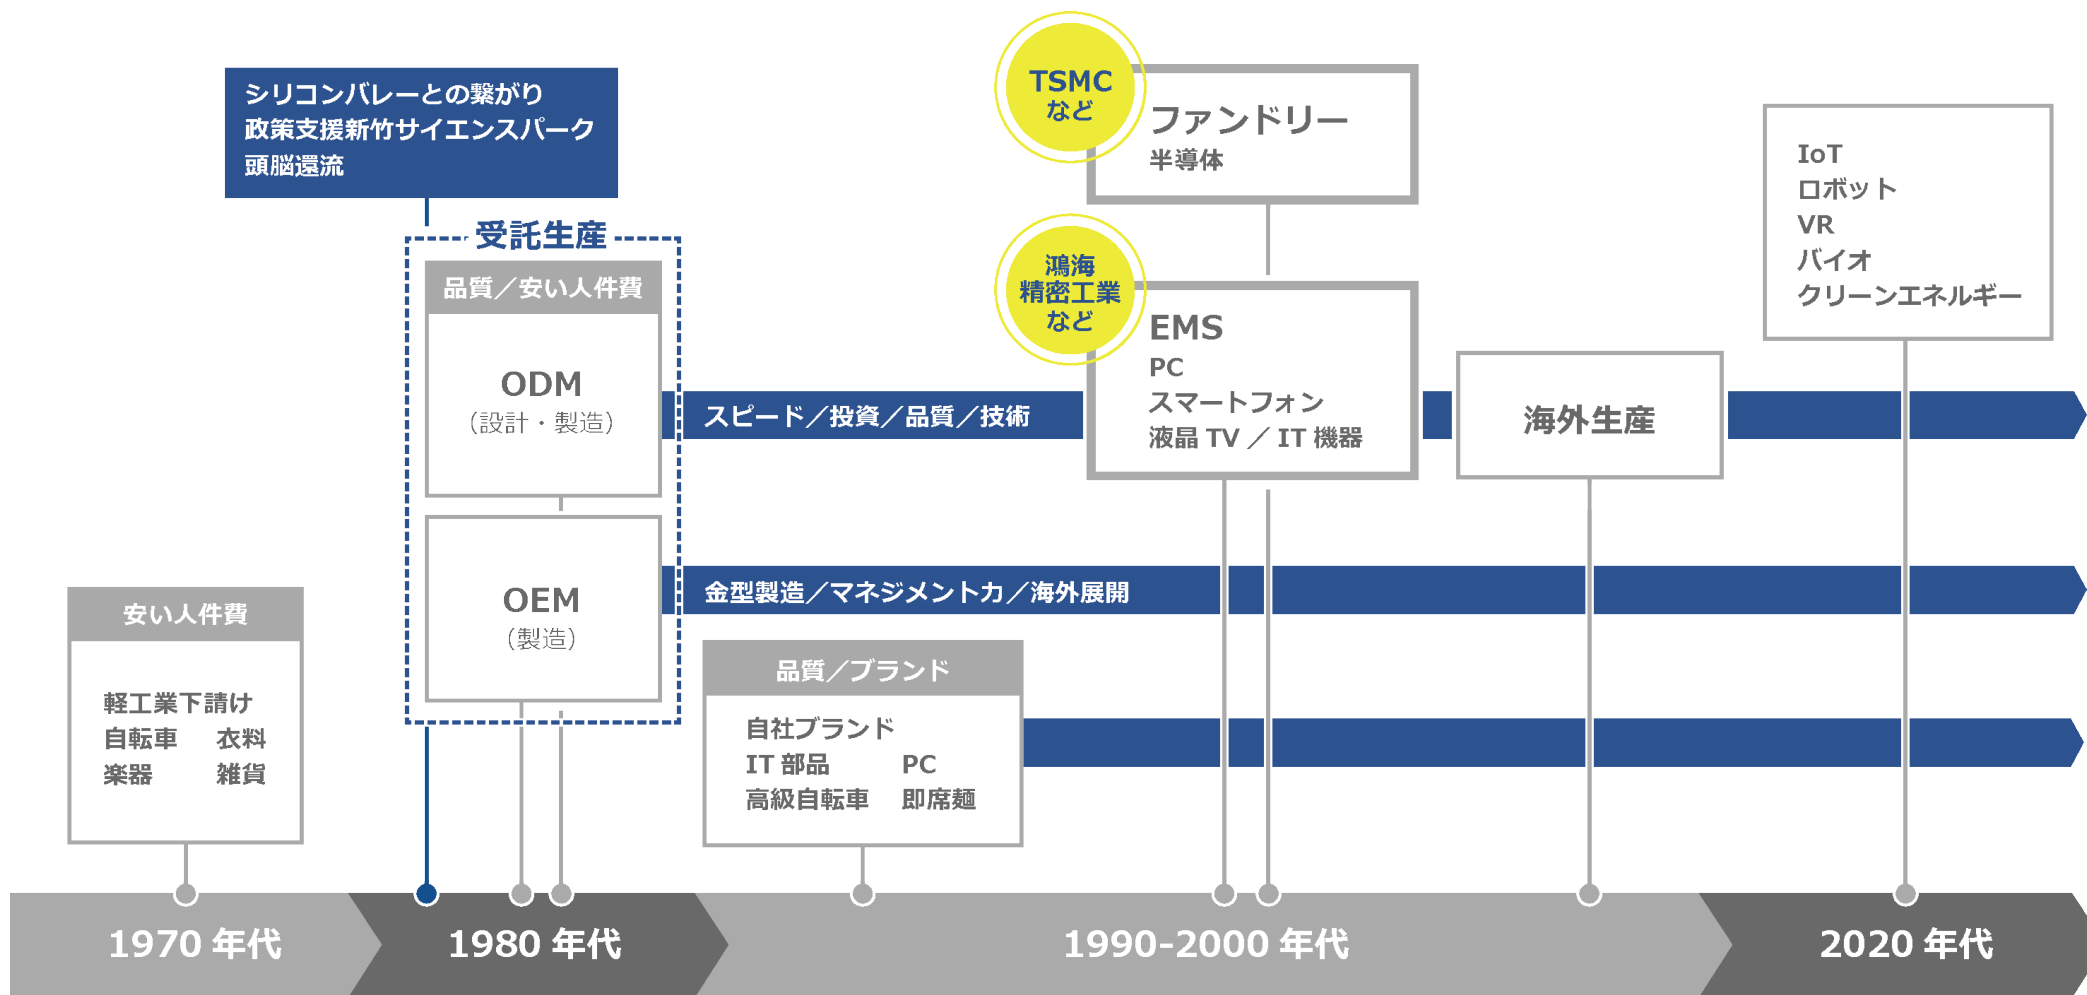 シリコンバレーとの繋がり
政策支援新竹サイエンスパーク
頭脳還流
受託生産
品質／安い人件費
ODM
（設計・製造）
OEM
（製造）
安い人件費
軽工業下請け
自転車 衣料
楽器 雑貨
スピード／投資／品質／技術
金型製造／マネジメント力／海外展開
品質／ブランド
自社ブランド
IT 部品 PC
高級自転車 即席麺
TSMC
など
ファンドリー
半導体
鴻海
精密工業
など
EMS
PC
スマートフォン
液晶 TV ／ IT 機器
海外生産
IoT
ロボット
VR
バイオ
クリーンエネルギー
1970 年代
1980 年代
1990-2000 年代
2020 年代